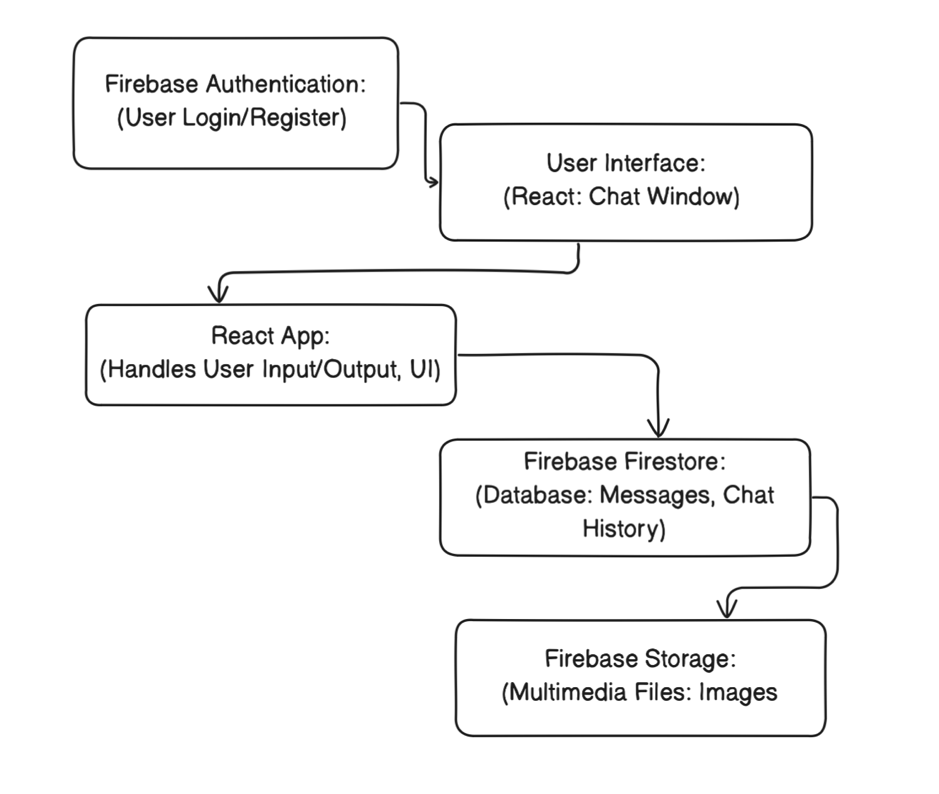 Firebase Authentication:
(User Login/Register)
User Interface:
(React: Chat Window)
React App:
(Handles User Input/Output, UI)
Firebase Firestore:
(Database: Messages, Chat
History)
Firebase Storage:
(Multimedia Files: Images